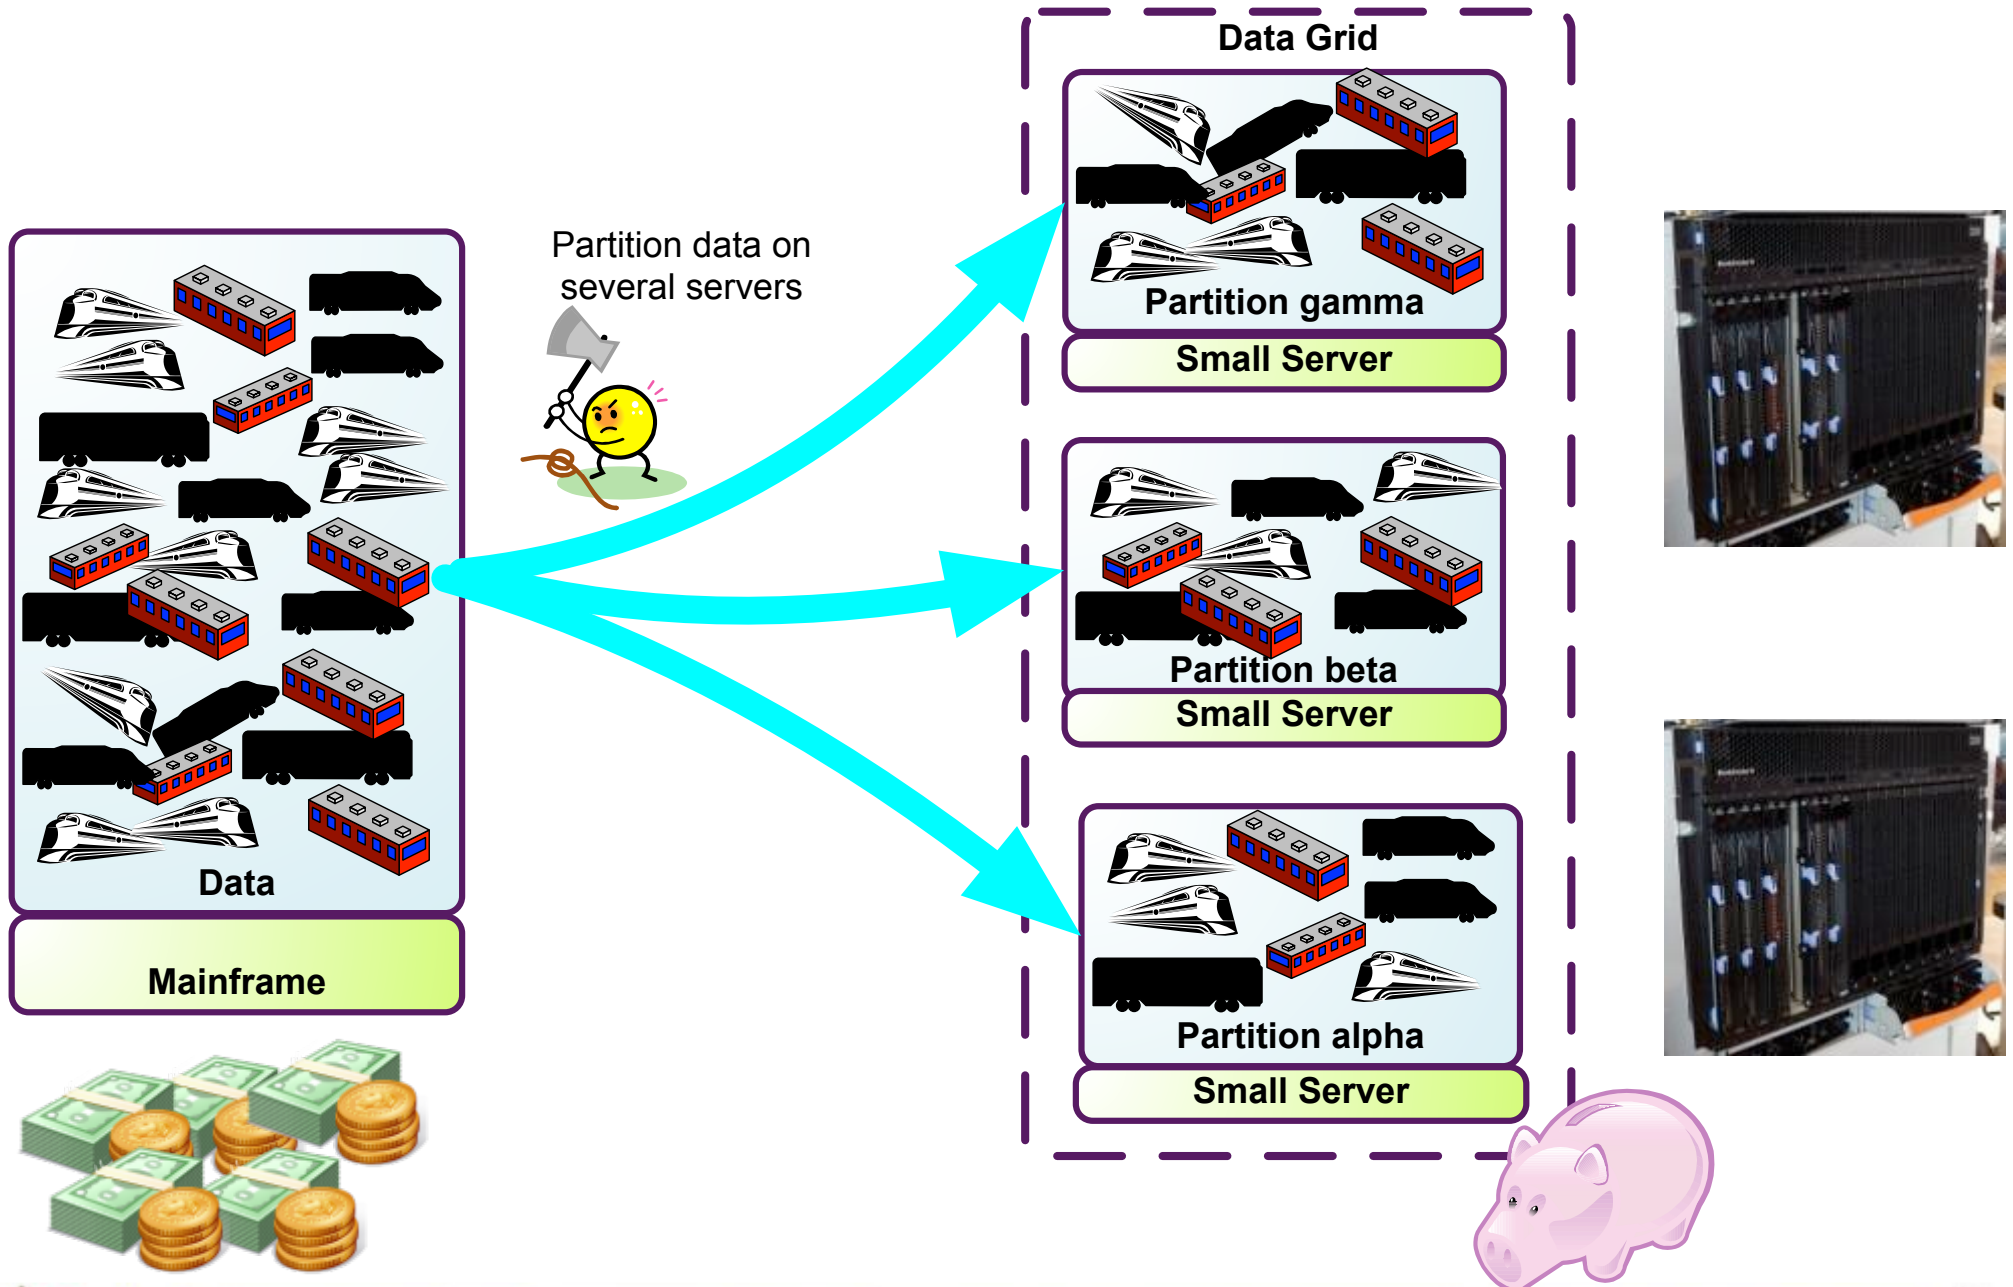 Data Grid
Partition data on
several servers
Partition gamma
Small Server
Partition beta
Small Server
Data
Mainframe
Partition alpha
Small Server